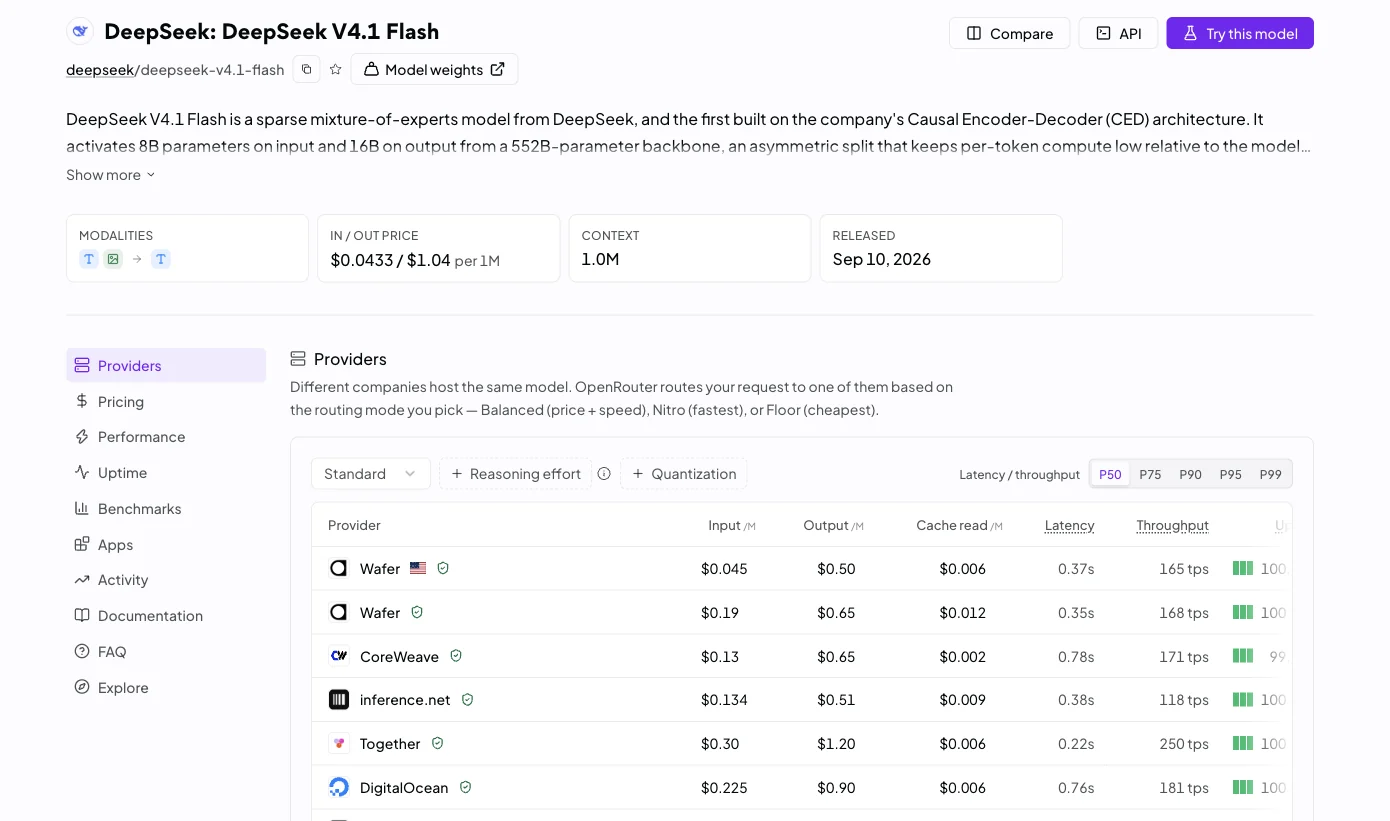 DeepSeek: DeepSeek V4.1 Flash
Compare
API
Try this model
deepseek/deepseek-v4.1-flash
Model weights
DeepSeek V4.1 Flash is a sparse mixture-of-experts model from DeepSeek, and the first built on the company's Causal Encoder-Decoder (CED) architecture. It
activates 8B parameters on input and 16B on output from a 552B-parameter backbone, an asymmetric split that keeps per-token compute low relative to the model...
Show more
MODALITIES
T → T
IN / OUT PRICE
$0.0433 / $1.04 per 1M
CONTEXT
1.0M
RELEASED
Sep 10, 2026
Providers
Pricing
Performance
Uptime
Benchmarks
Apps
Activity
Documentation
FAQ
Explore
Providers
Different companies host the same model. OpenRouter routes your request to one of them based on
the routing mode you pick — Balanced (price + speed), Nitro (fastest), or Floor (cheapest).
Standard + Reasoning effort + Quantization Latency / throughput P50 P75 P90 P95 P99
Provider Input /M Output /M Cache read /M Latency Throughput
Wafer $0.045 $0.50 $0.006 0.37s 165 tps 100.
Wafer $0.19 $0.65 $0.012 0.35s 168 tps 100
CoreWeave $0.13 $0.65 $0.002 0.78s 171 tps 99.
inference.net $0.134 $0.51 $0.009 0.38s 118 tps 100
Together $0.30 $1.20 $0.006 0.22s 250 tps 100
DigitalOcean $0.225 $0.90 $0.006 0.76s 181 tps 100.